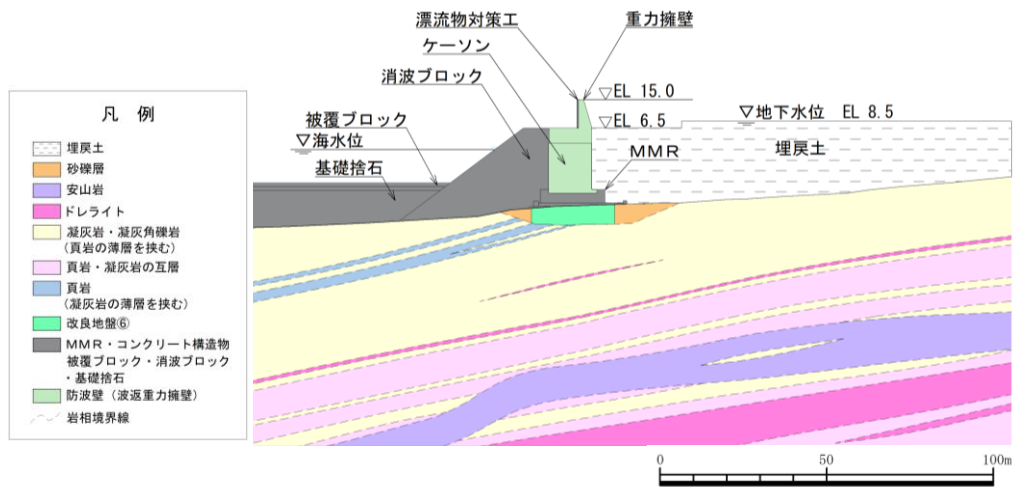 漂流物対策工
重力擁壁
ケーソン
消波ブロック
▽EL 15.0
被覆ブロック
▽EL 6.5
▽地下水位 EL 8.5
▽海水位
基礎捨石
MMR
埋戻土
凡 例
埋戻土
砂礫層
安山岩
ドレライト
凝灰岩・凝灰角礫岩
(頁岩の薄層を挟む)
頁岩・凝灰岩の互層
頁岩
(凝灰岩の薄層を挟む)
改良地盤⑥
MMR・コンクリート構造物
被覆ブロック・消波ブロック
・基礎捨石
防波壁(波返重力擁壁)
岩相境界線
0 50 100m